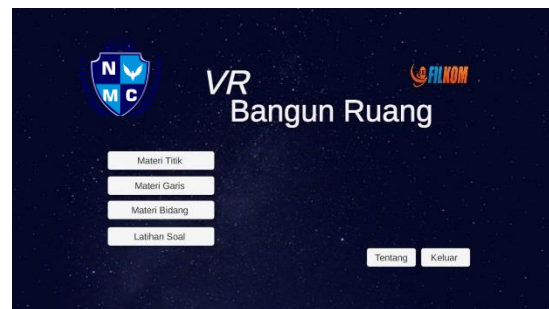 N
M C
VR
FILKOM
Bangun Ruang
Materi Titik
Materi Garis
Materi Bidang
Latihan Soal
Tentang
Keluar